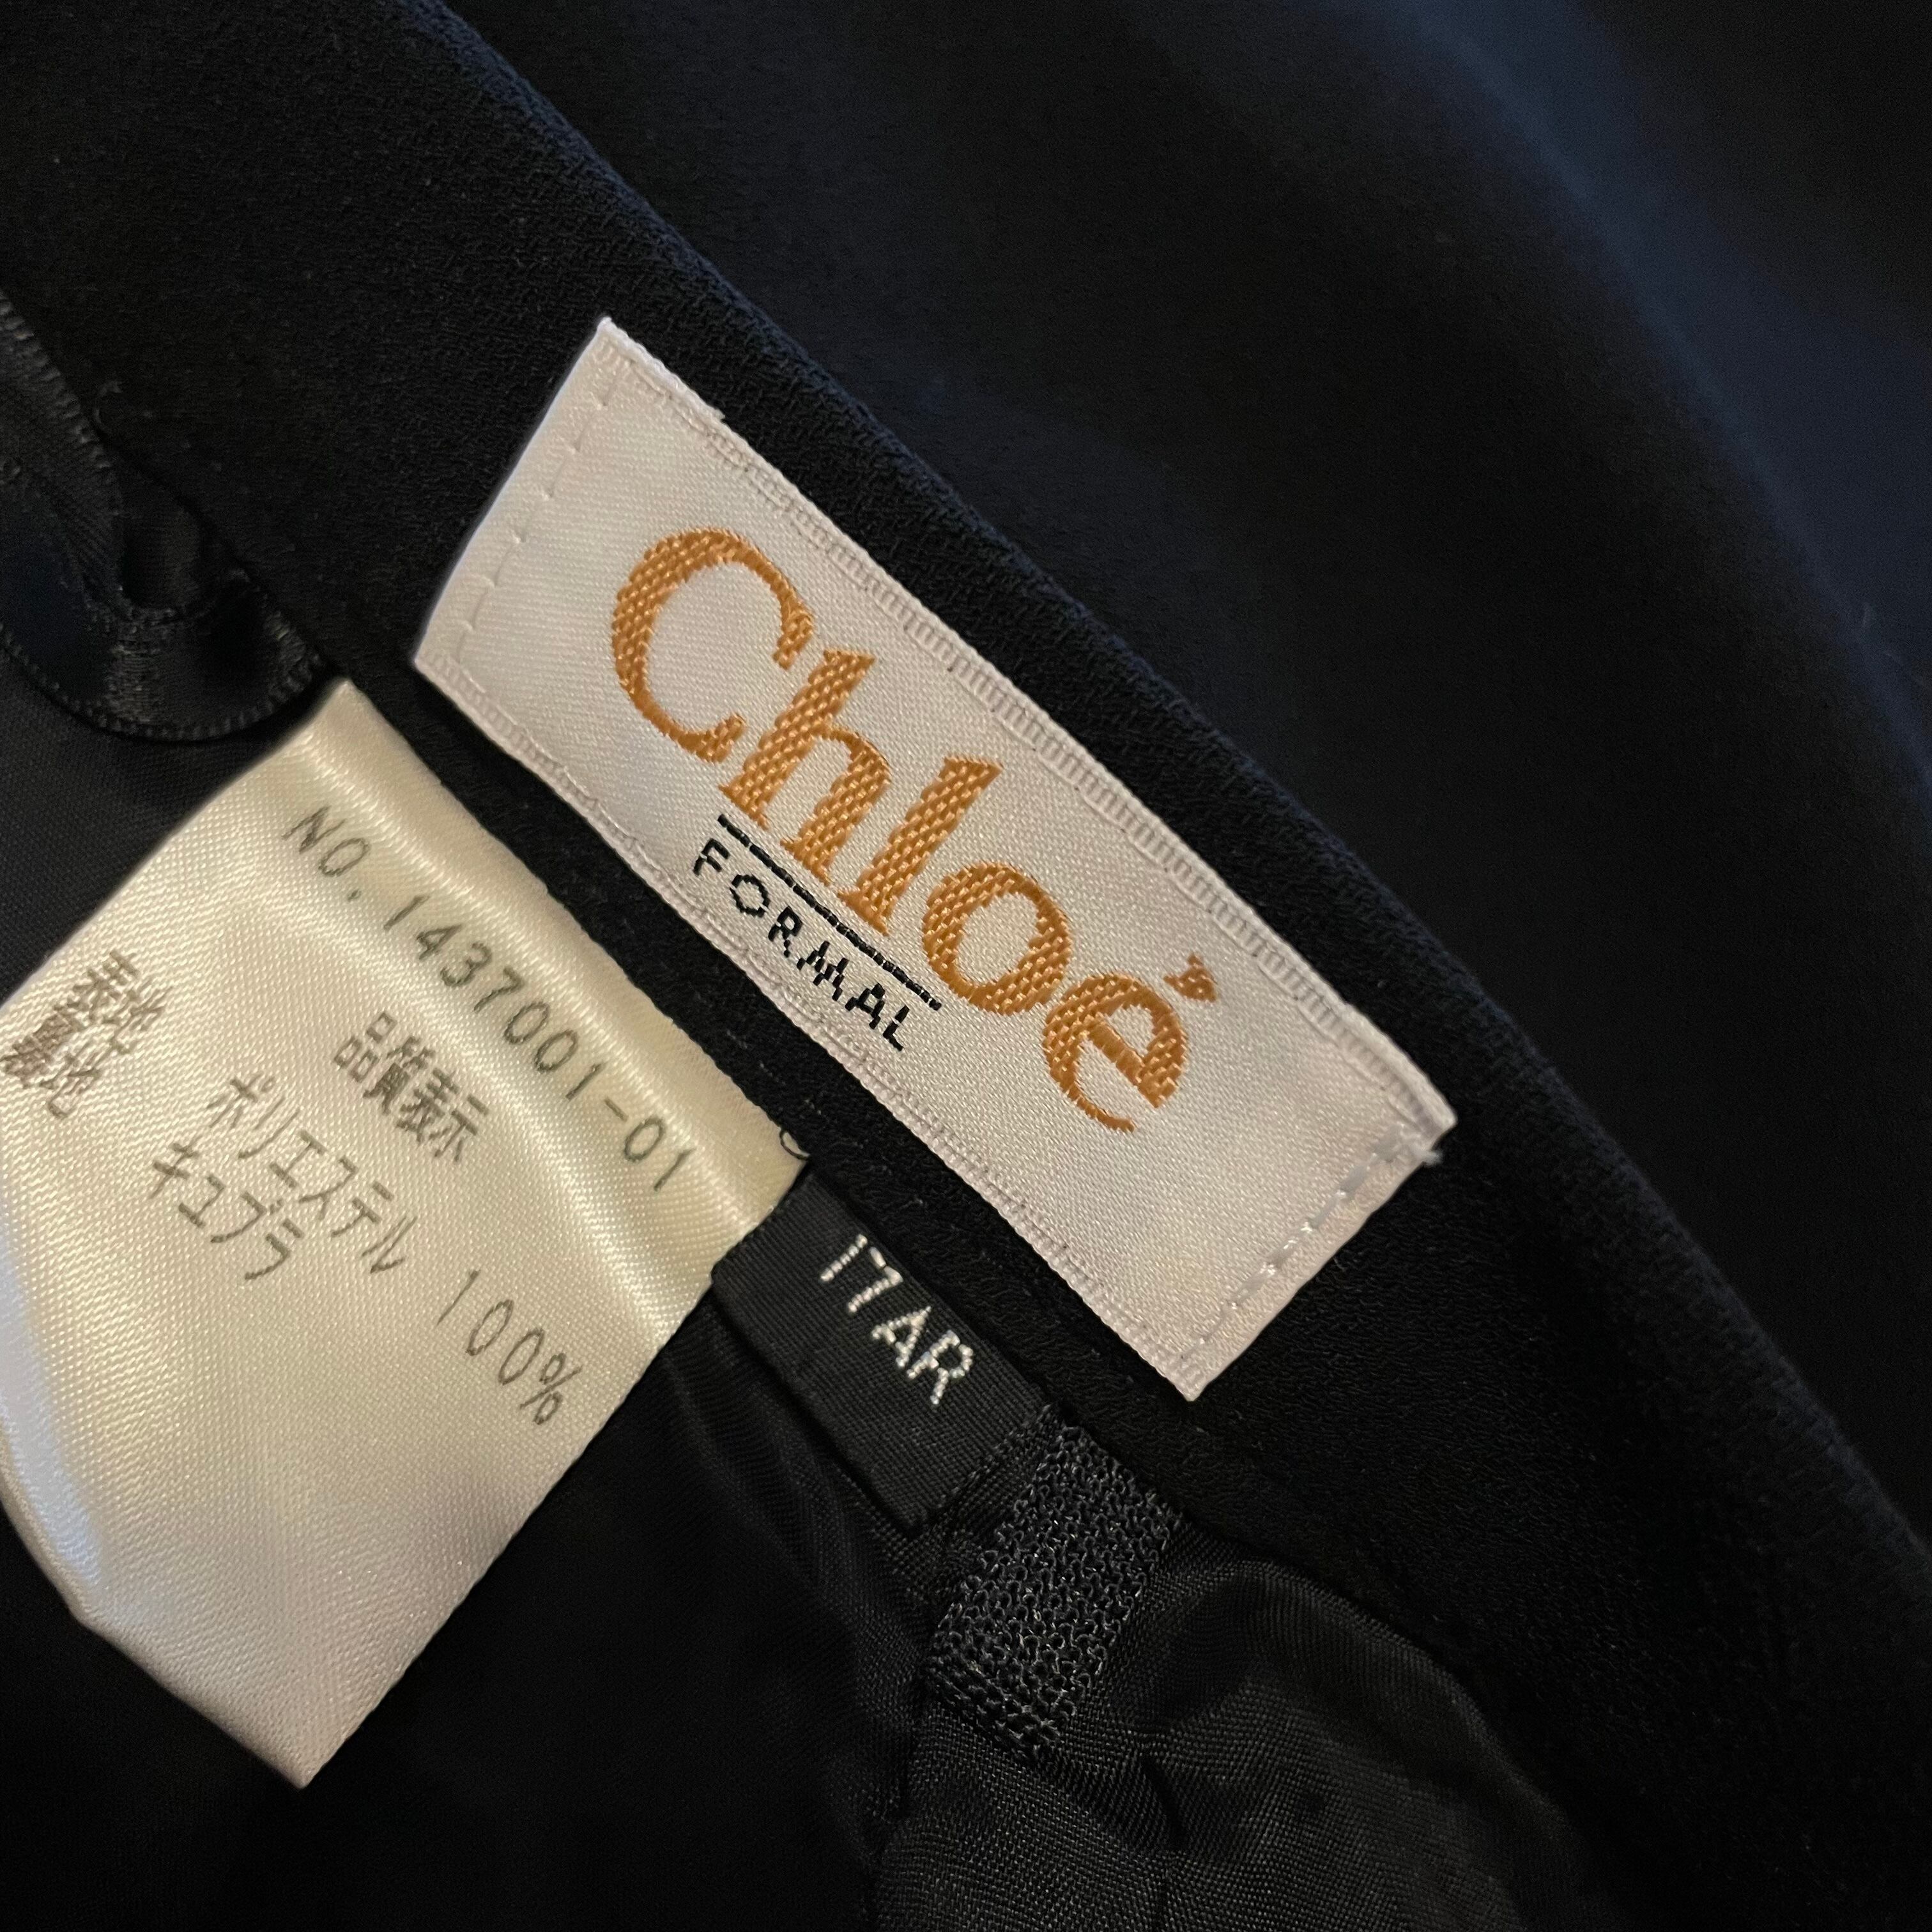 Chloé
FORMAL
NO.1437001-01
品質表示
表地 ポリエステル 100%
裏地 キュプラ
17AR